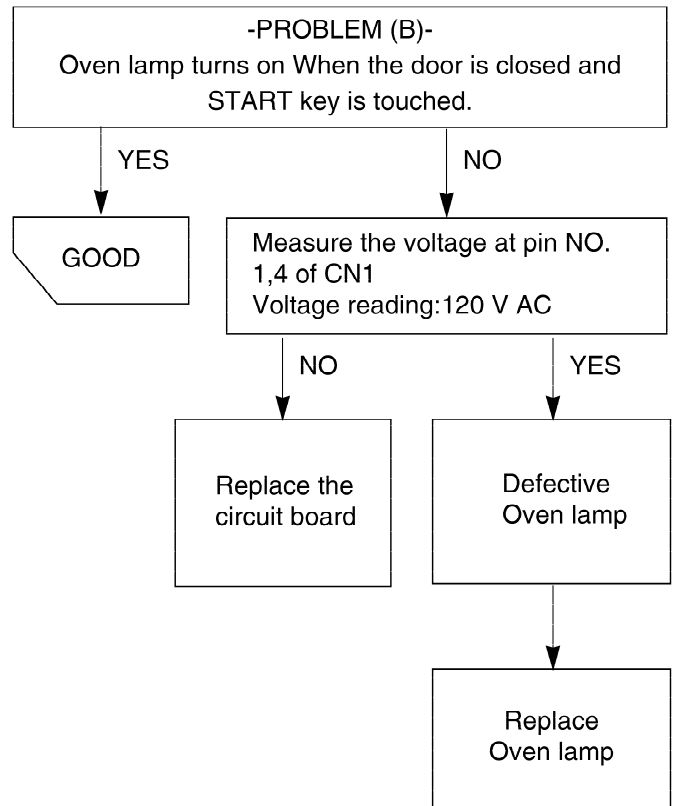 -PROBLEM (B)-
Oven lamp turns on When the door is closed and
START key is touched.
YES
NO
GOOD
Measure the voltage at pin NO.
1,4 of CN1
Voltage reading:120 V AC
NO
YES
Replace the
circuit board
Defective
Oven lamp
Replace
Oven lamp